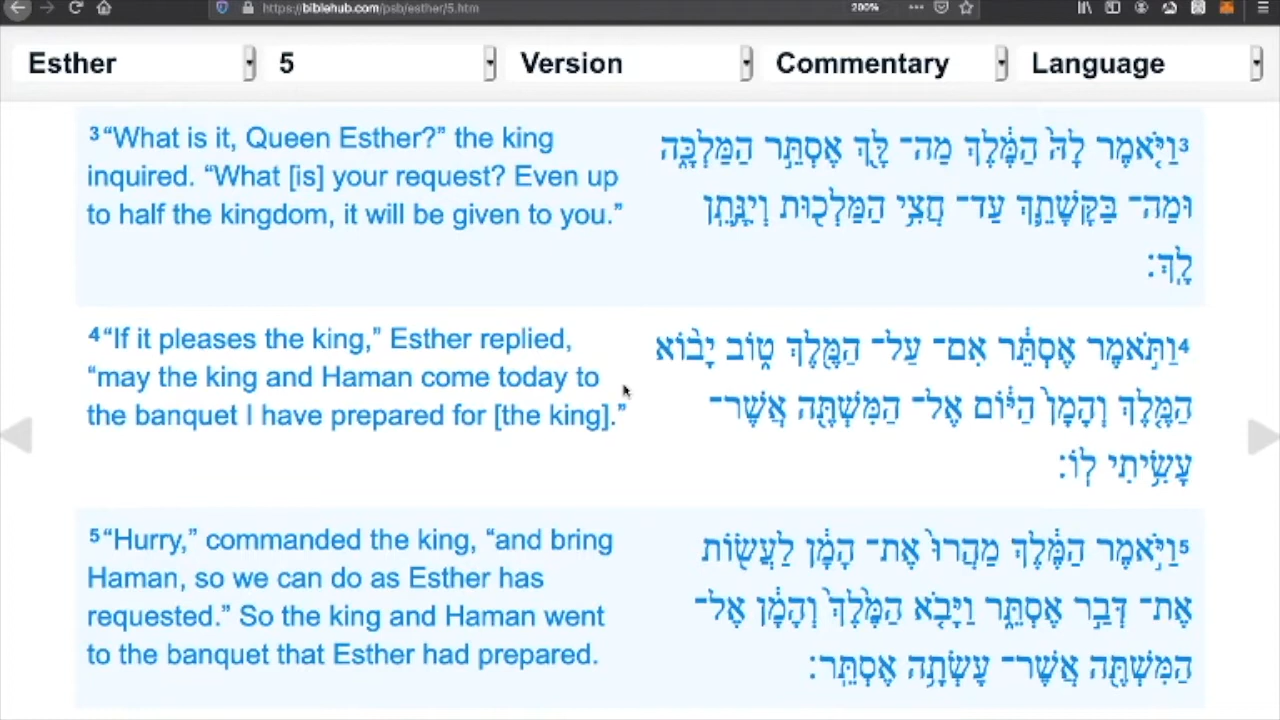 https://biblehub.com/psb/esther/5.htm 200%
Esther 5 Version Commentary Language
3 “What is it, Queen Esther?” the king
inquired. “What [is] your request? Even up
to half the kingdom, it will be given to you.”
3 וַיֹּ֤אמֶר לָהּ֙ הַמֶּ֔לֶךְ מַה־ לָּ֖ךְ אֶסְתֵּ֣ר הַמַּלְכָּ֑ה
וּמַה־ בַּקָּשָׁתֵ֛ךְ עַד־ חֲצִ֥י הַמַּלְכ֖וּת וְיִנָּ֥תֵֽן
לָֽךְ׃
4 “If it pleases the king,” Esther replied,
“may the king and Haman come today to
the banquet I have prepared for [the king].”
4 וַתֹּ֣אמֶר אֶסְתֵּ֔ר אִם־ עַל־ הַמֶּ֖לֶךְ ט֑וֹב יָב֨וֹא
הַמֶּ֤לֶךְ וְהָמָן֙ הַיּ֔וֹם אֶל־ הַמִּשְׁתֶּ֖ה אֲשֶׁר־
עָשִׂ֥יתִי לֽוֹ׃
5 “Hurry,” commanded the king, “and bring
Haman, so we can do as Esther has
requested.” So the king and Haman went
to the banquet that Esther had prepared.
5 וַיֹּ֣אמֶר הַמֶּ֔לֶךְ מַהֲרוּ֙ אֶת־ הָמָ֔ן לַעֲשׂ֖וֹת
אֶת־ דְּבַ֣ר אֶסְתֵּ֑ר וַיָּבֹ֤א הַמֶּ֙לֶךְ֙ וְהָמָ֔ן אֶל־
הַמִּשְׁתֶּ֖ה אֲשֶׁר־ עָשְׂתָ֥ה אֶסְתֵּֽר׃